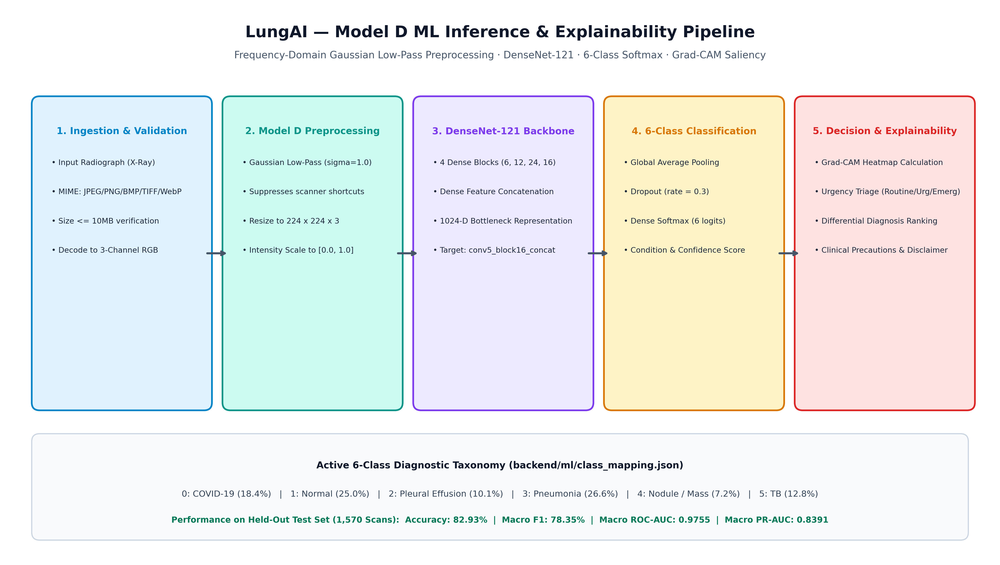 LungAI — Model D ML Inference & Explainability Pipeline
Frequency-Domain Gaussian Low-Pass Preprocessing · DenseNet-121 · 6-Class Softmax · Grad-CAM Saliency
1. Ingestion & Validation
• Input Radiograph (X-Ray)
• MIME: JPEG/PNG/BMP/TIFF/WebP
• Size <= 10MB verification
• Decode to 3-Channel RGB
2. Model D Preprocessing
• Gaussian Low-Pass (sigma=1.0)
• Suppresses scanner shortcuts
• Resize to 224 x 224 x 3
• Intensity Scale to [0.0, 1.0]
3. DenseNet-121 Backbone
• 4 Dense Blocks (6, 12, 24, 16)
• Dense Feature Concatenation
• 1024-D Bottleneck Representation
• Target: conv5_block16_concat
4. 6-Class Classification
• Global Average Pooling
• Dropout (rate = 0.3)
• Dense Softmax (6 logits)
• Condition & Confidence Score
5. Decision & Explainability
• Grad-CAM Heatmap Calculation
• Urgency Triage (Routine/Urg/Emerg)
• Differential Diagnosis Ranking
• Clinical Precautions & Disclaimer
Active 6-Class Diagnostic Taxonomy (backend/ml/class_mapping.json)
0: COVID-19 (18.4%) | 1: Normal (25.0%) | 2: Pleural Effusion (10.1%) | 3: Pneumonia (26.6%) | 4: Nodule / Mass (7.2%) | 5: TB (12.8%)
Performance on Held-Out Test Set (1,570 Scans): Accuracy: 82.93% | Macro F1: 78.35% | Macro ROC-AUC: 0.9755 | Macro PR-AUC: 0.8391